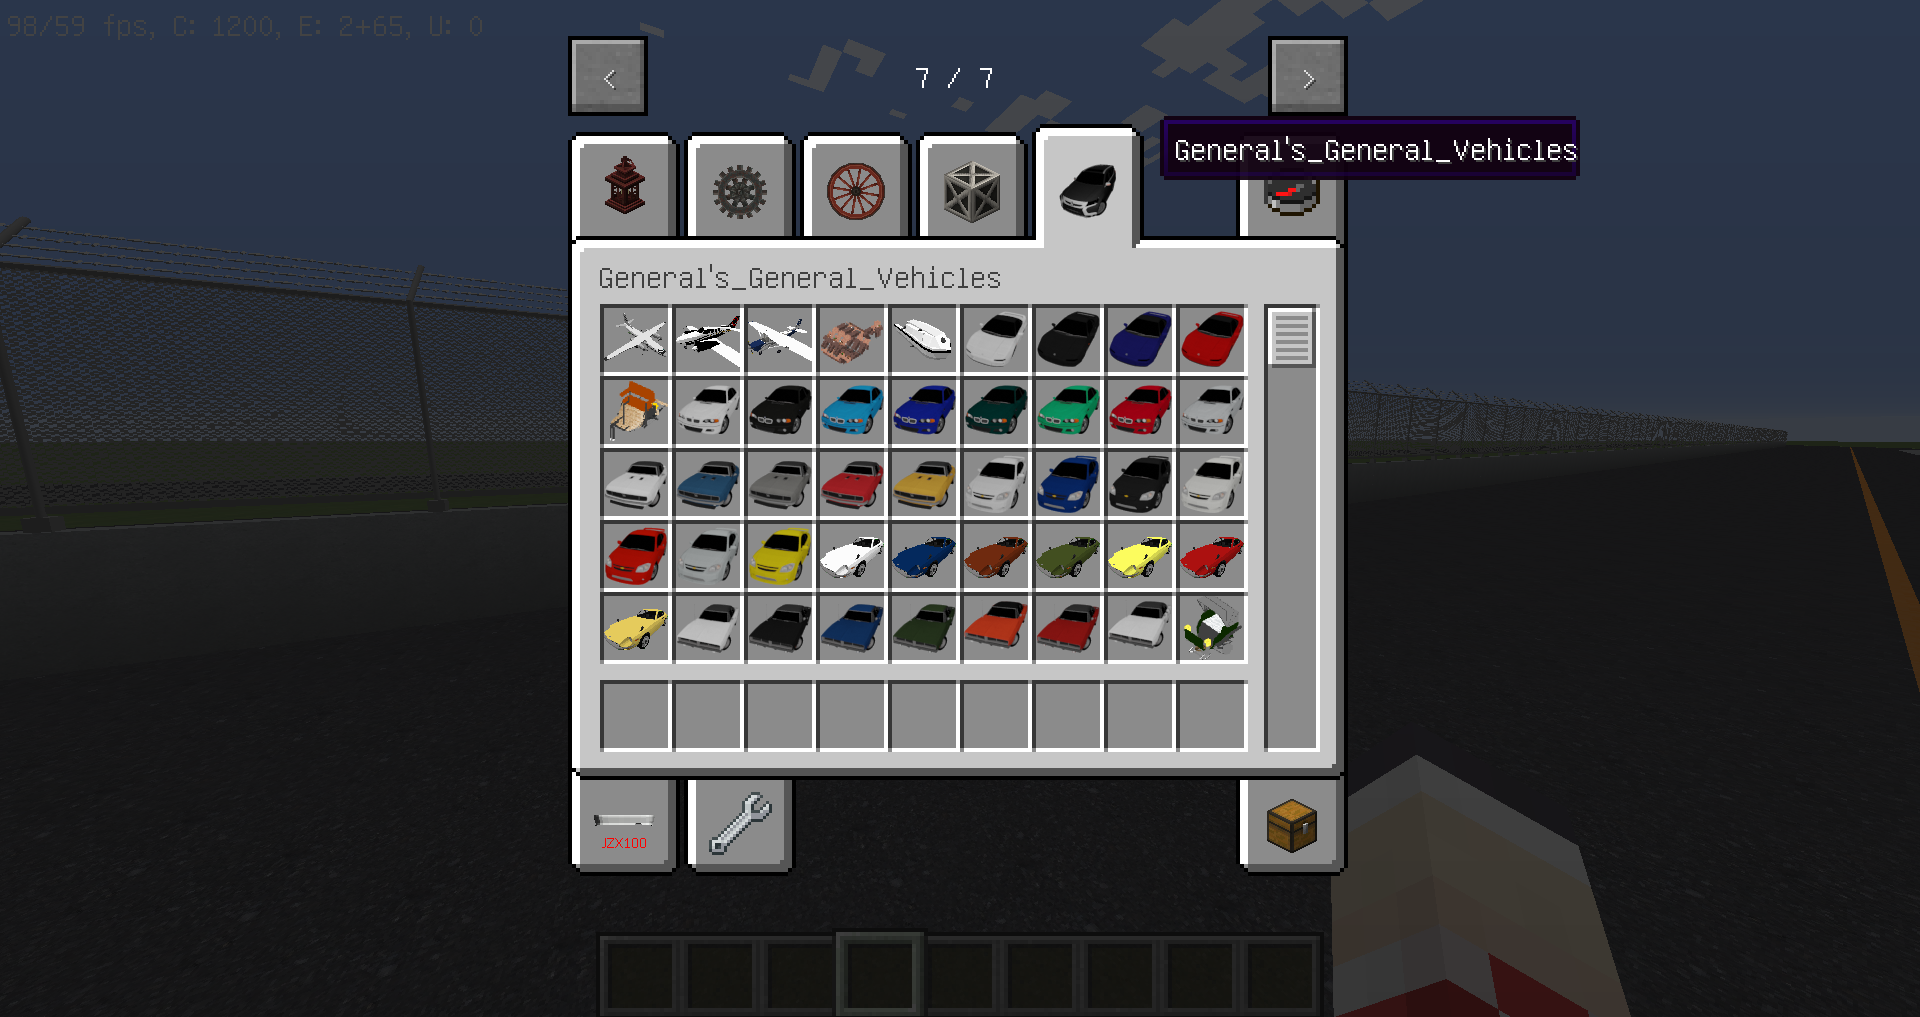 98/59 fps, C: 1200, E: 2+65, U: 0
<
7 / 7
>
General's_General_Vehicles
General's_General_Vehicles
JZX100